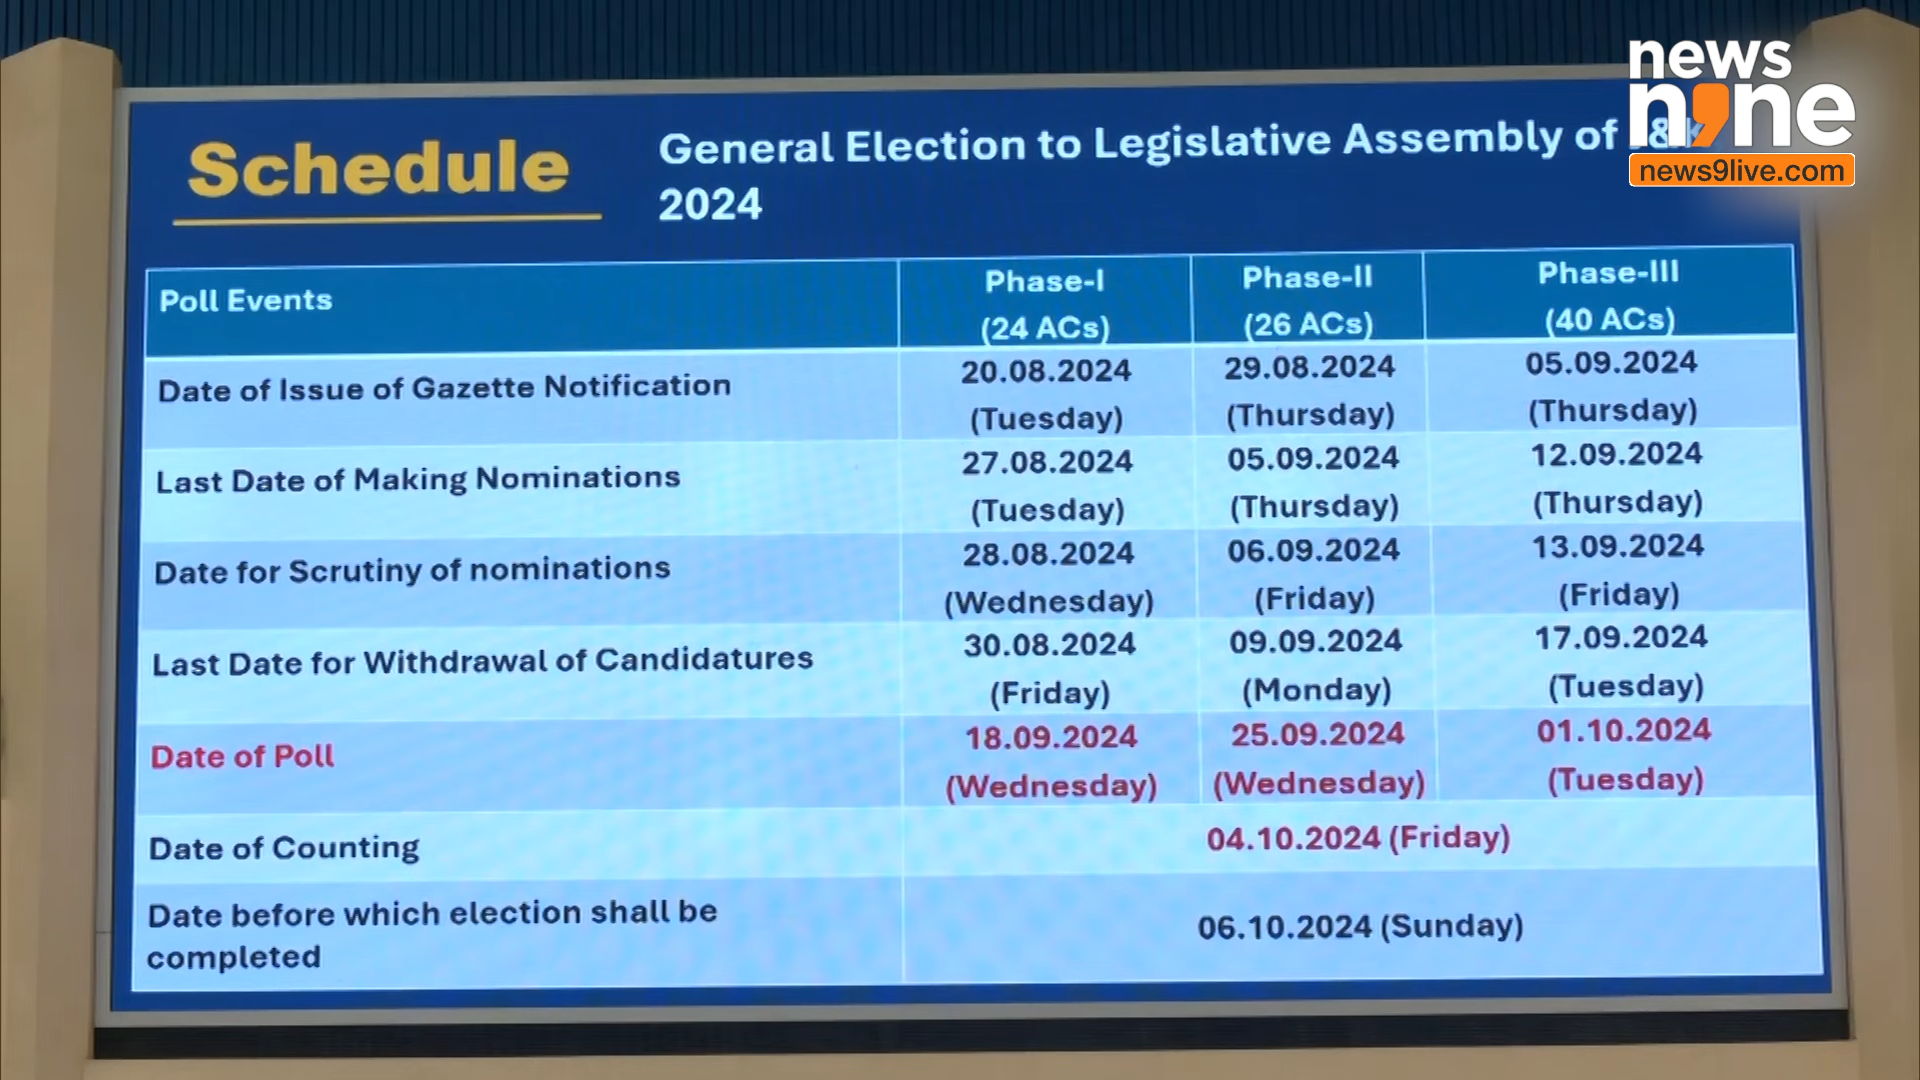 news
nine
news9live.com
Schedule
General Election to Legislative Assembly of
2024
Poll Events
Phase-I
(24 ACs)
Phase-II
(26 ACs)
Phase-III
(40 ACs)
Date of Issue of Gazette Notification
20.08.2024
(Tuesday)
29.08.2024
(Thursday)
05.09.2024
(Thursday)
Last Date of Making Nominations
27.08.2024
(Tuesday)
05.09.2024
(Thursday)
12.09.2024
(Thursday)
Date for Scrutiny of nominations
28.08.2024
(Wednesday)
06.09.2024
(Friday)
13.09.2024
(Friday)
Last Date for Withdrawal of Candidatures
30.08.2024
(Friday)
09.09.2024
(Monday)
17.09.2024
(Tuesday)
Date of Poll
18.09.2024
(Wednesday)
25.09.2024
(Wednesday)
01.10.2024
(Tuesday)
Date of Counting
04.10.2024 (Friday)
Date before which election shall be
completed
06.10.2024 (Sunday)